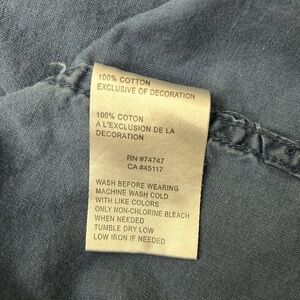 100% COTTON
EXCLUSIVE OF DECORATION
100% COTON
A L'EXCLUSION DE LA
DECORATION
RN #74747
CA #45117
WASH BEFORE WEARING
MACHINE WASH COLD
WITH LIKE COLORS
ONLY NON-CHLORINE BLEACH
WHEN NEEDED
TUMBLE DRY LOW
LOW IRON IF NEEDED